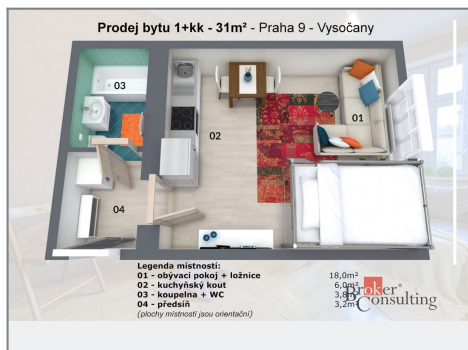 Prodej bytu 1+kk - 31m² - Praha 9 - Vysočany
03
02
01
04
Legenda místností:
01 - obývací pokoj + ložnice 18,0m²
02 - kuchyňský kout 6,0m²
03 - koupelna + WC 3,8m²
04 - předsíň 3,2m²
(plochy místností jsou orientační)
Broker®
Consulting